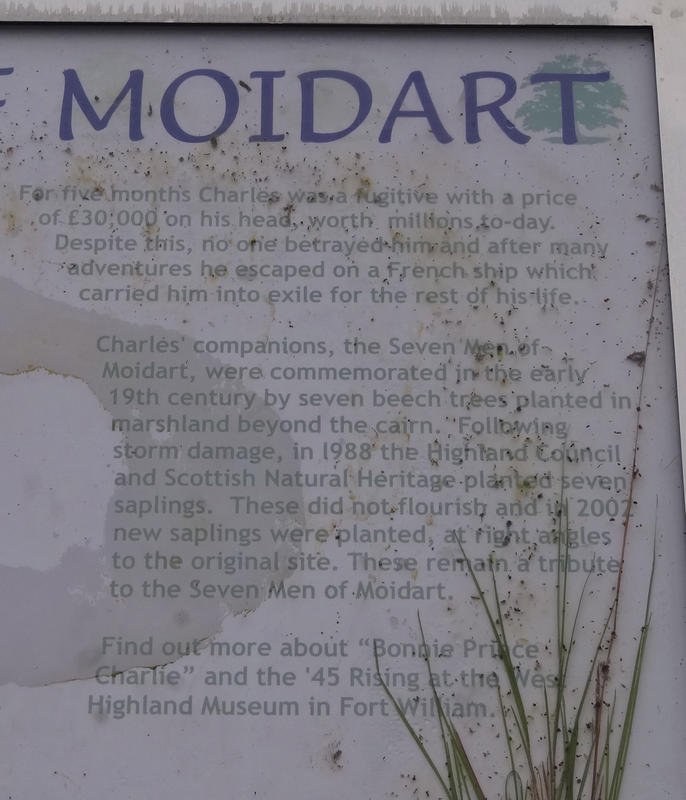 F MOIDART
For five months Charles was a fugitive with a price
of £30,000 on his head, worth millions to-day.
Despite this, no one betrayed him and after many
adventures he escaped on a French ship which
carried him into exile for the rest of his life.
Charles' companions, the Seven Men of
Moidart, were commemorated in the early
19th century by seven beech trees planted in
marshland beyond the cairn. Following
storm damage, in 1988 the Highland Council
and Scottish Natural Heritage planted seven
saplings. These did not flourish and in 2002
new saplings were planted, at right angles
to the original site. These remain a tribute
to the Seven Men of Moidart.
Find out more about “Bonnie Prince
Charlie” and the '45 Rising at the West
Highland Museum in Fort William.